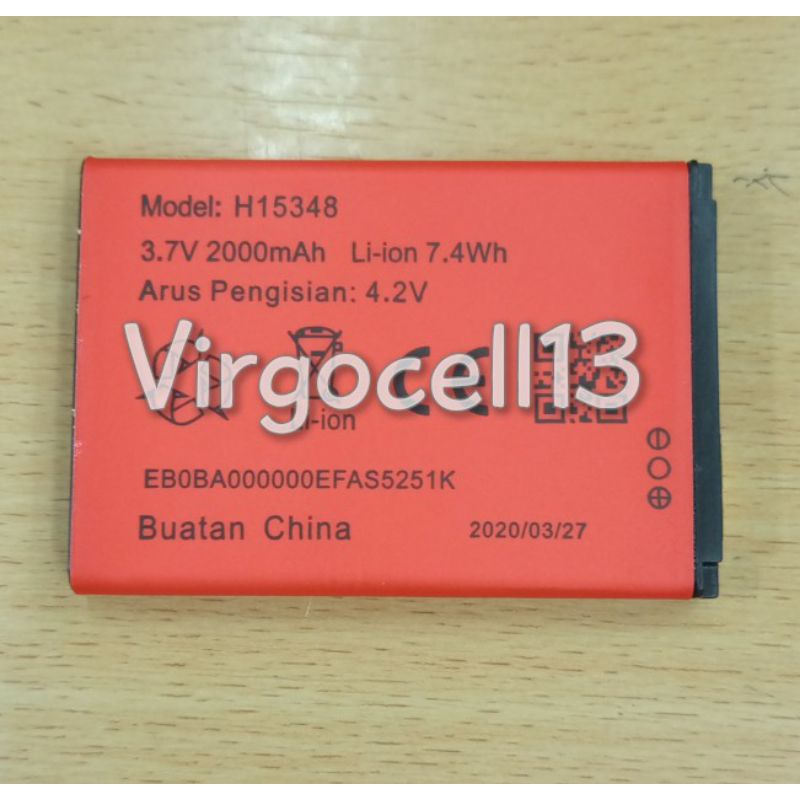 Model: H15348
3.7V 2000mAh Li-ion 7.4Wh
Arus Pengisian: 4.2V
Virgocell13
CE
Li-ion
EB0BA000000EFAS5251K
Buatan China 2020/03/27